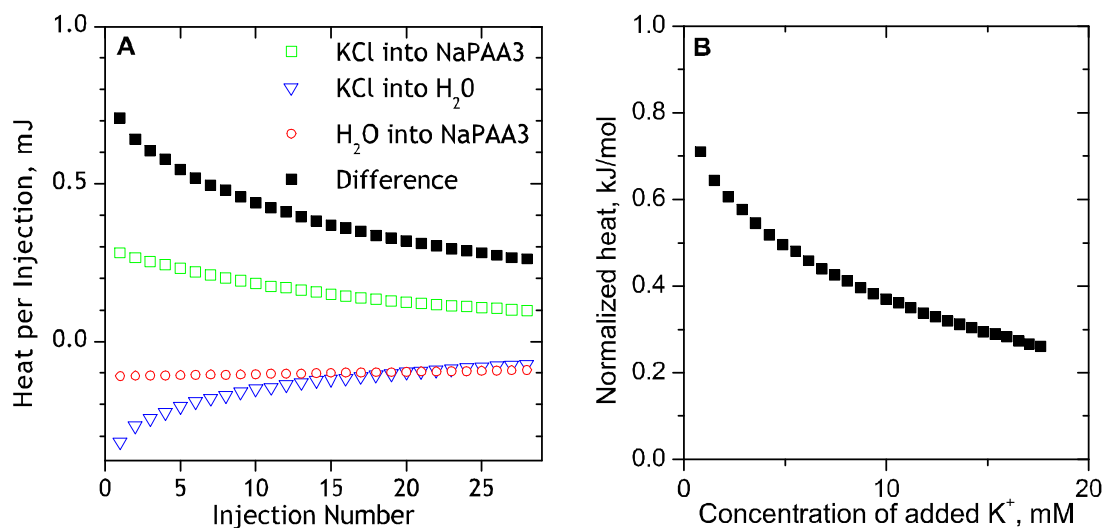 A
KCl into NaPAA3
KCl into H₂0
H₂O into NaPAA3
Difference
Heat per Injection, mJ
1.0
0.5
0.0
5
10
15
20
25
Injection Number
B
Normalized heat, kJ/mol
1.0
0.8
0.6
0.4
0.2
0.0
0
10
20
Concentration of added K⁺, mM